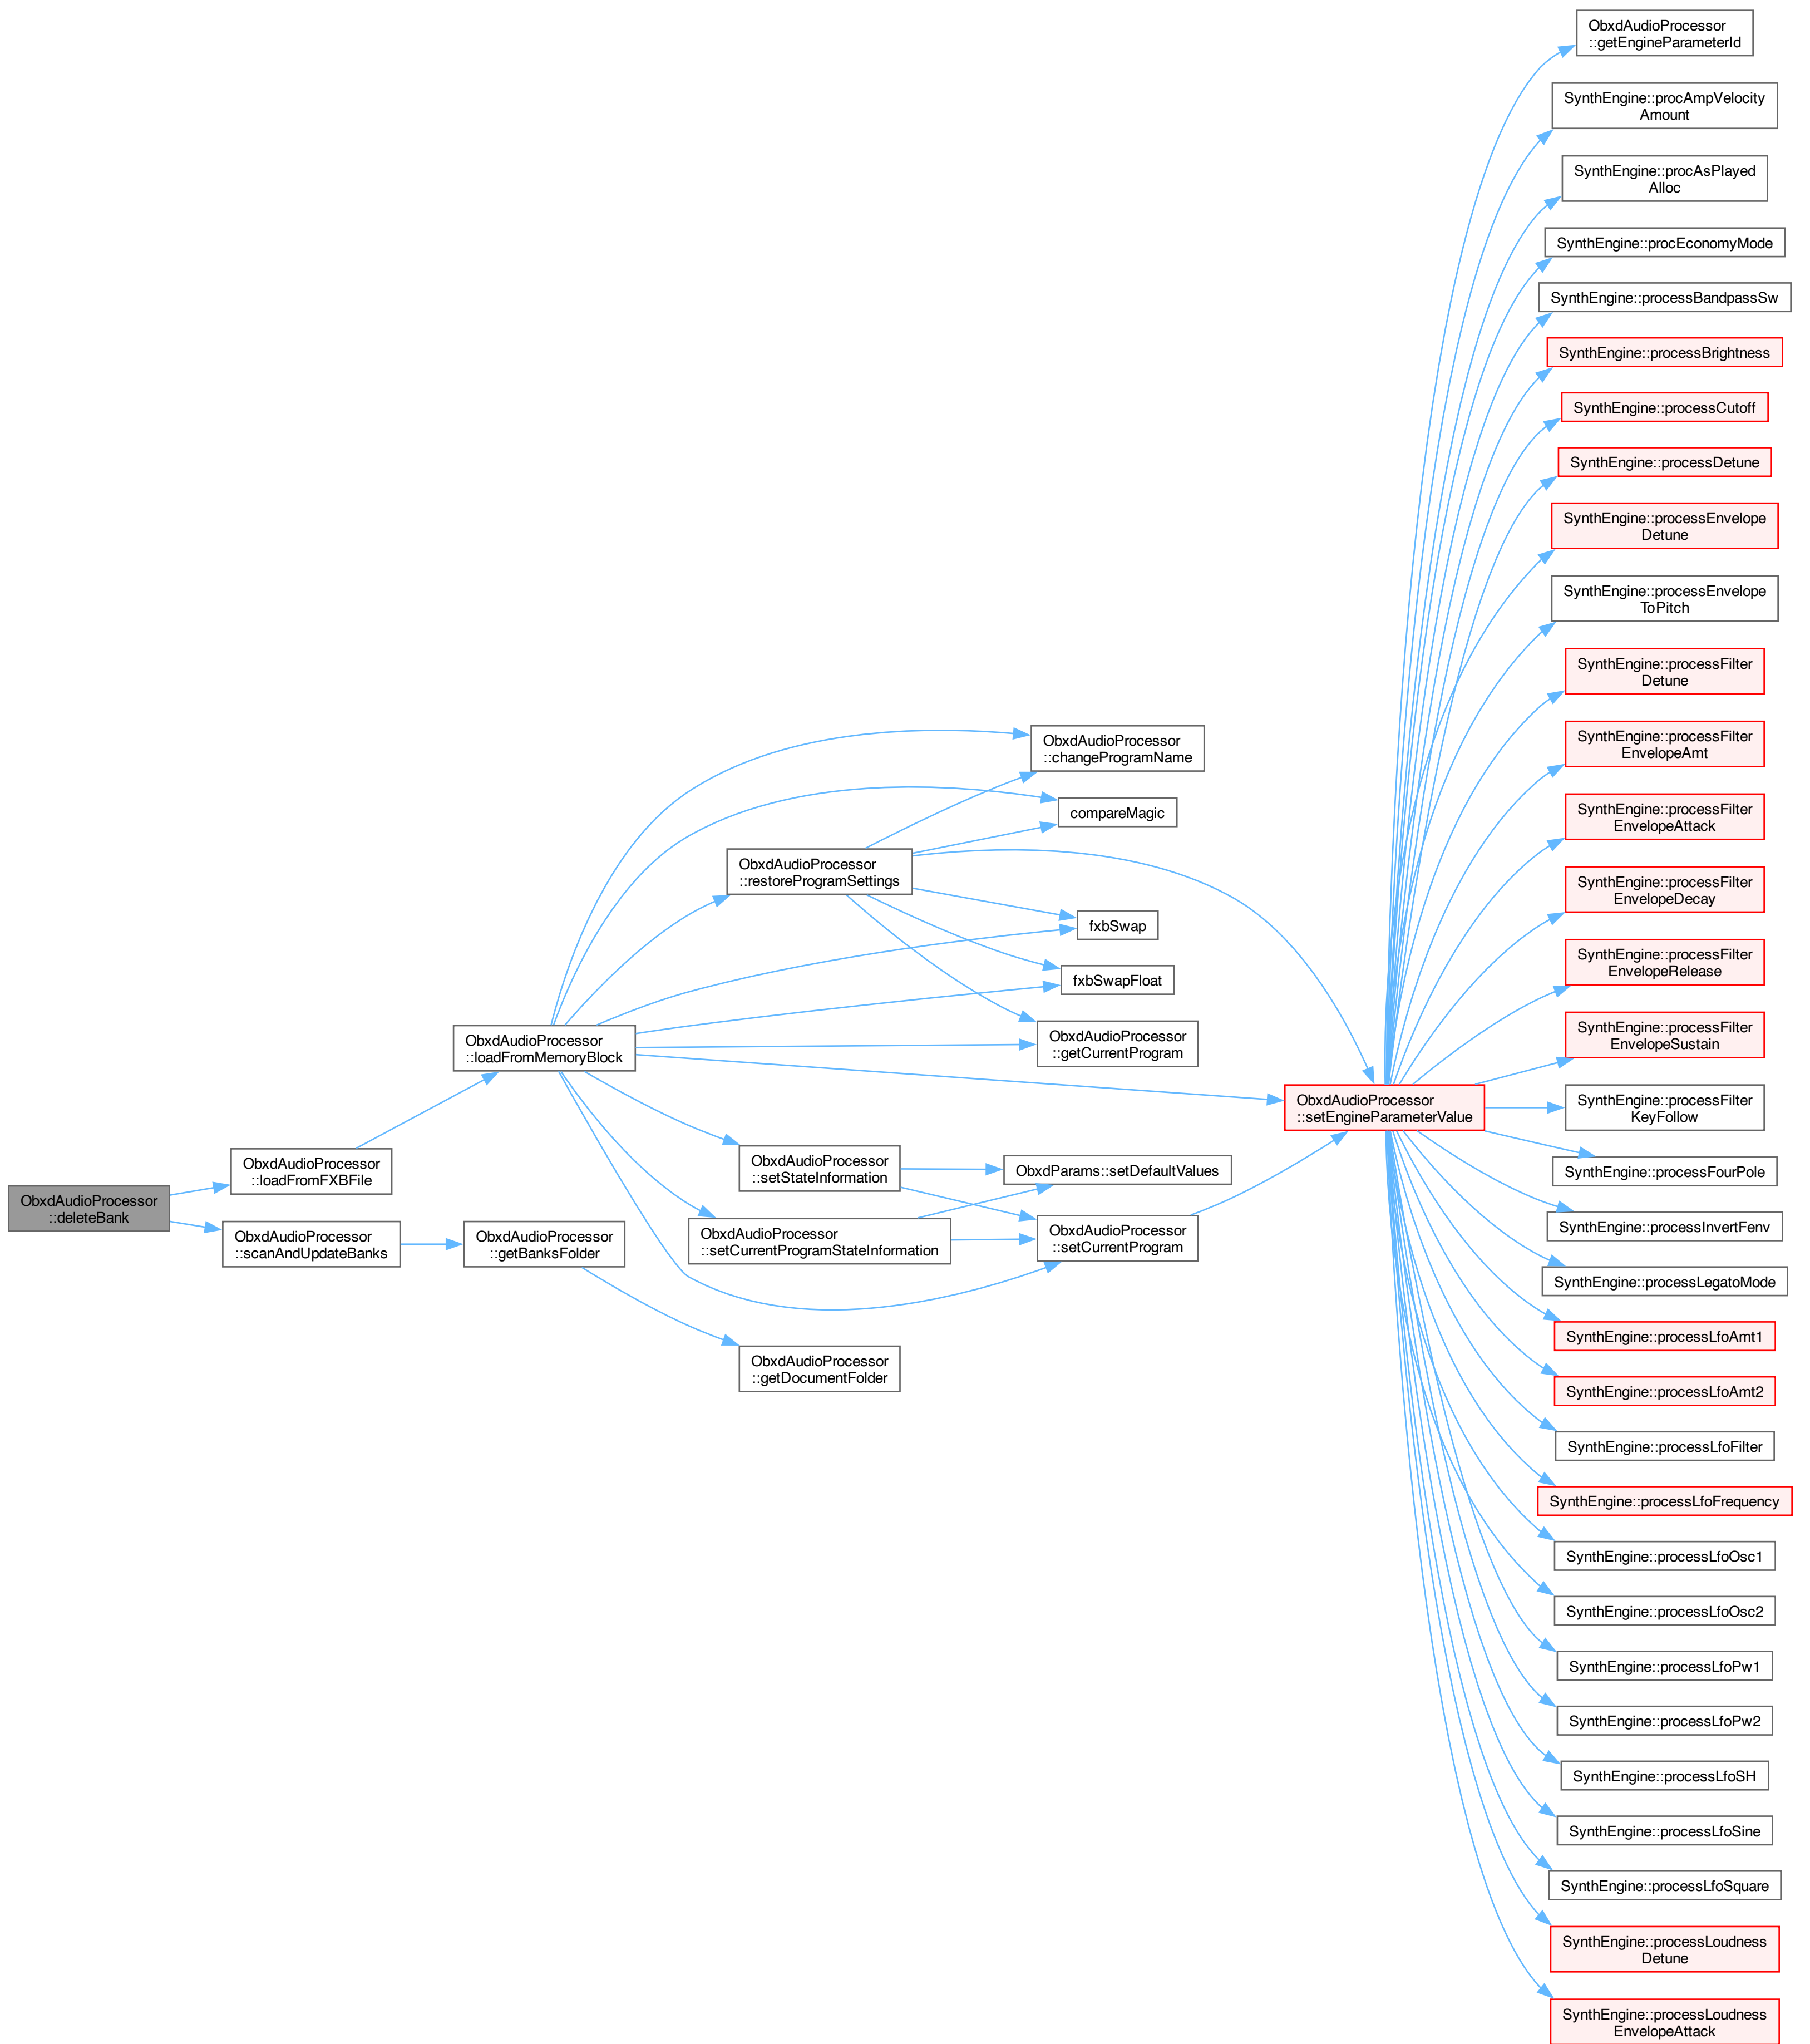 ObxdAudioProcessor
::deleteBank
ObxdAudioProcessor
::loadFromFXBFile
ObxdAudioProcessor
::scanAndUpdateBanks
ObxdAudioProcessor
::loadFromMemoryBlock
ObxdAudioProcessor
::getBanksFolder
ObxdAudioProcessor
::restoreProgramSettings
ObxdAudioProcessor
::setStateInformation
ObxdAudioProcessor
::setCurrentProgramStateInformation
ObxdAudioProcessor
::getDocumentFolder
ObxdAudioProcessor
::changeProgramName
compareMagic
fxbSwap
fxbSwapFloat
ObxdAudioProcessor
::getCurrentProgram
ObxdParams::setDefaultValues
ObxdAudioProcessor
::setCurrentProgram
ObxdAudioProcessor
::setEngineParameterValue
ObxdAudioProcessor
::getEngineParameterId
SynthEngine::procAmpVelocity
Amount
SynthEngine::procAsPlayed
Alloc
SynthEngine::procEconomyMode
SynthEngine::processBandpassSw
SynthEngine::processBrightness
SynthEngine::processCutoff
SynthEngine::processDetune
SynthEngine::processEnvelope
Detune
SynthEngine::processEnvelope
ToPitch
SynthEngine::processFilter
Detune
SynthEngine::processFilter
EnvelopeAmt
SynthEngine::processFilter
EnvelopeAttack
SynthEngine::processFilter
EnvelopeDecay
SynthEngine::processFilter
EnvelopeRelease
SynthEngine::processFilter
EnvelopeSustain
SynthEngine::processFilter
KeyFollow
SynthEngine::processFourPole
SynthEngine::processInvertFenv
SynthEngine::processLegatoMode
SynthEngine::processLfoAmt1
SynthEngine::processLfoAmt2
SynthEngine::processLfoFilter
SynthEngine::processLfoFrequency
SynthEngine::processLfoOsc1
SynthEngine::processLfoOsc2
SynthEngine::processLfoPw1
SynthEngine::processLfoPw2
SynthEngine::processLfoSH
SynthEngine::processLfoSine
SynthEngine::processLfoSquare
SynthEngine::processLoudness
Detune
SynthEngine::processLoudness
EnvelopeAttack